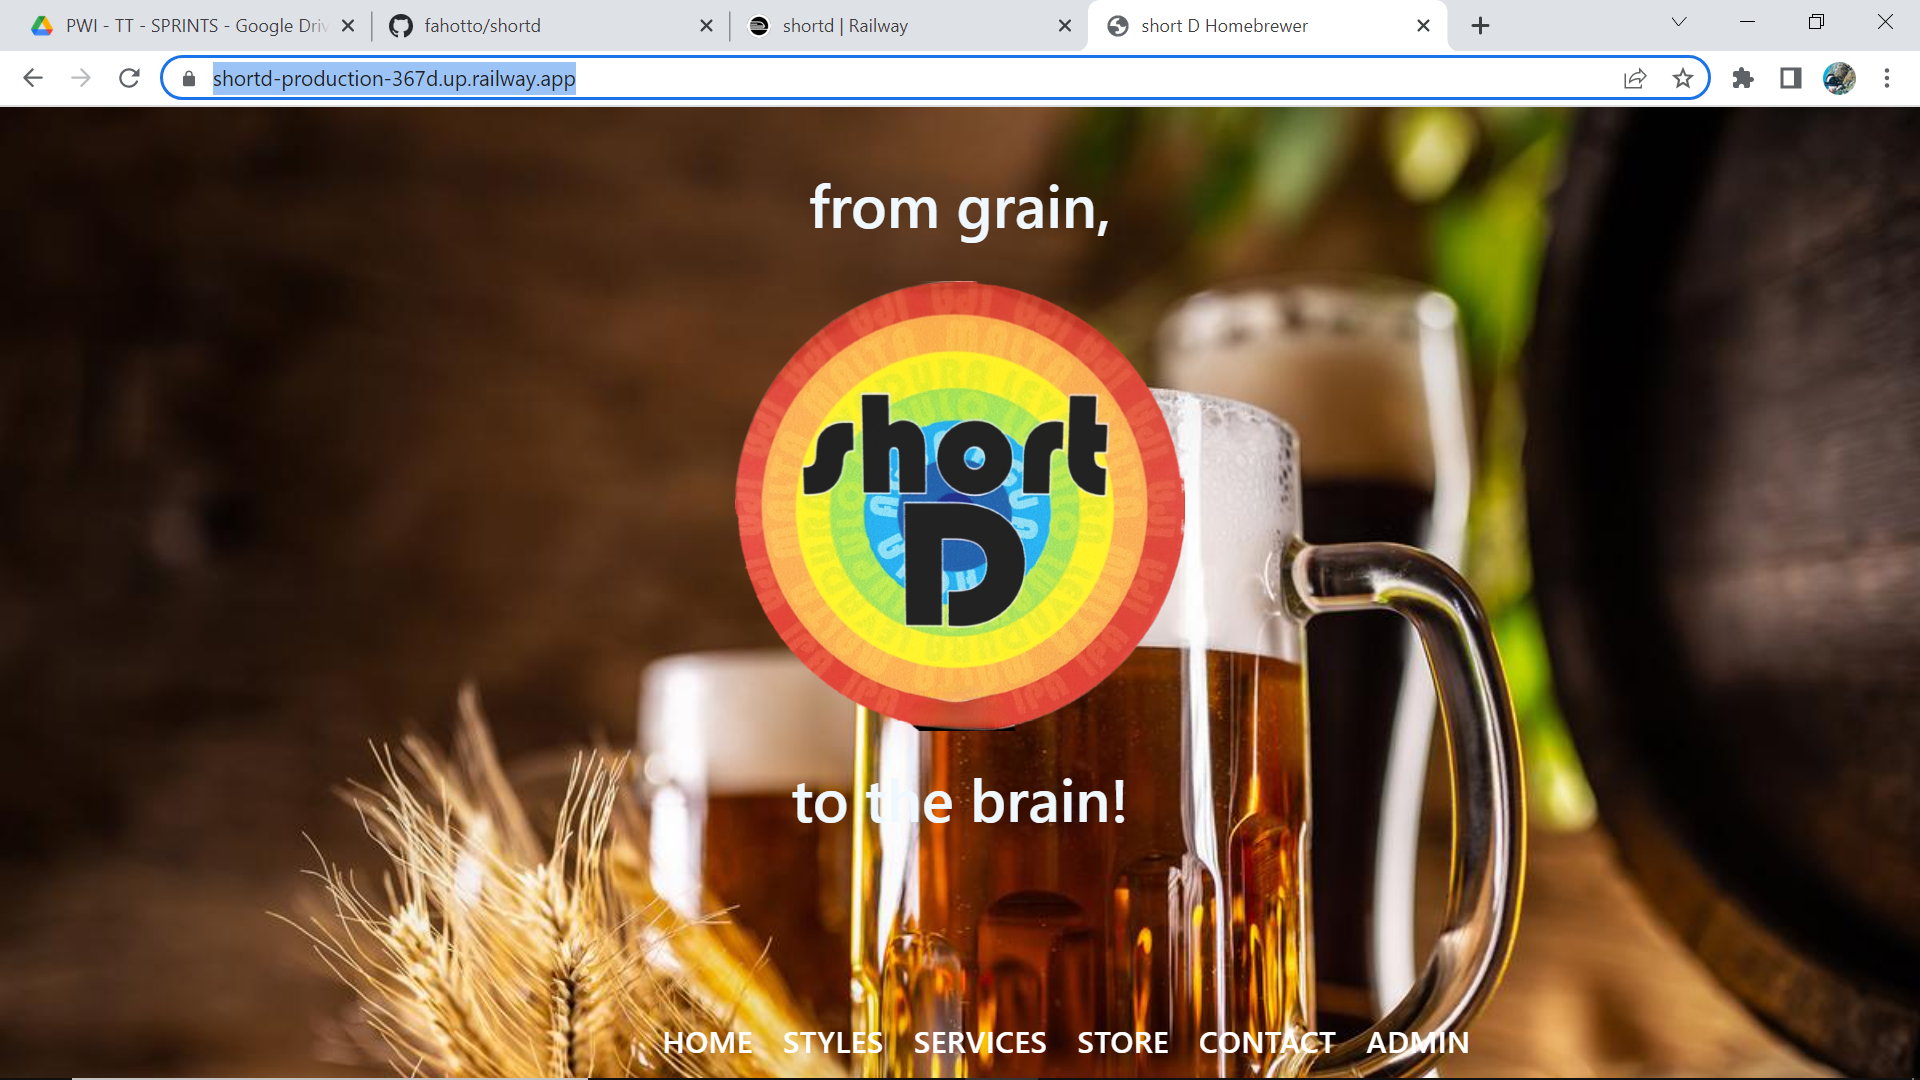 PWI - TT - SPRINTS - Google Driv
fahotto/shortd
shortd | Railway
short D Homebrewer
shortd-production-367d.up.railway.app
from grain,
short
D
to the brain!
HOME STYLES SERVICES STORE CONTACT ADMIN